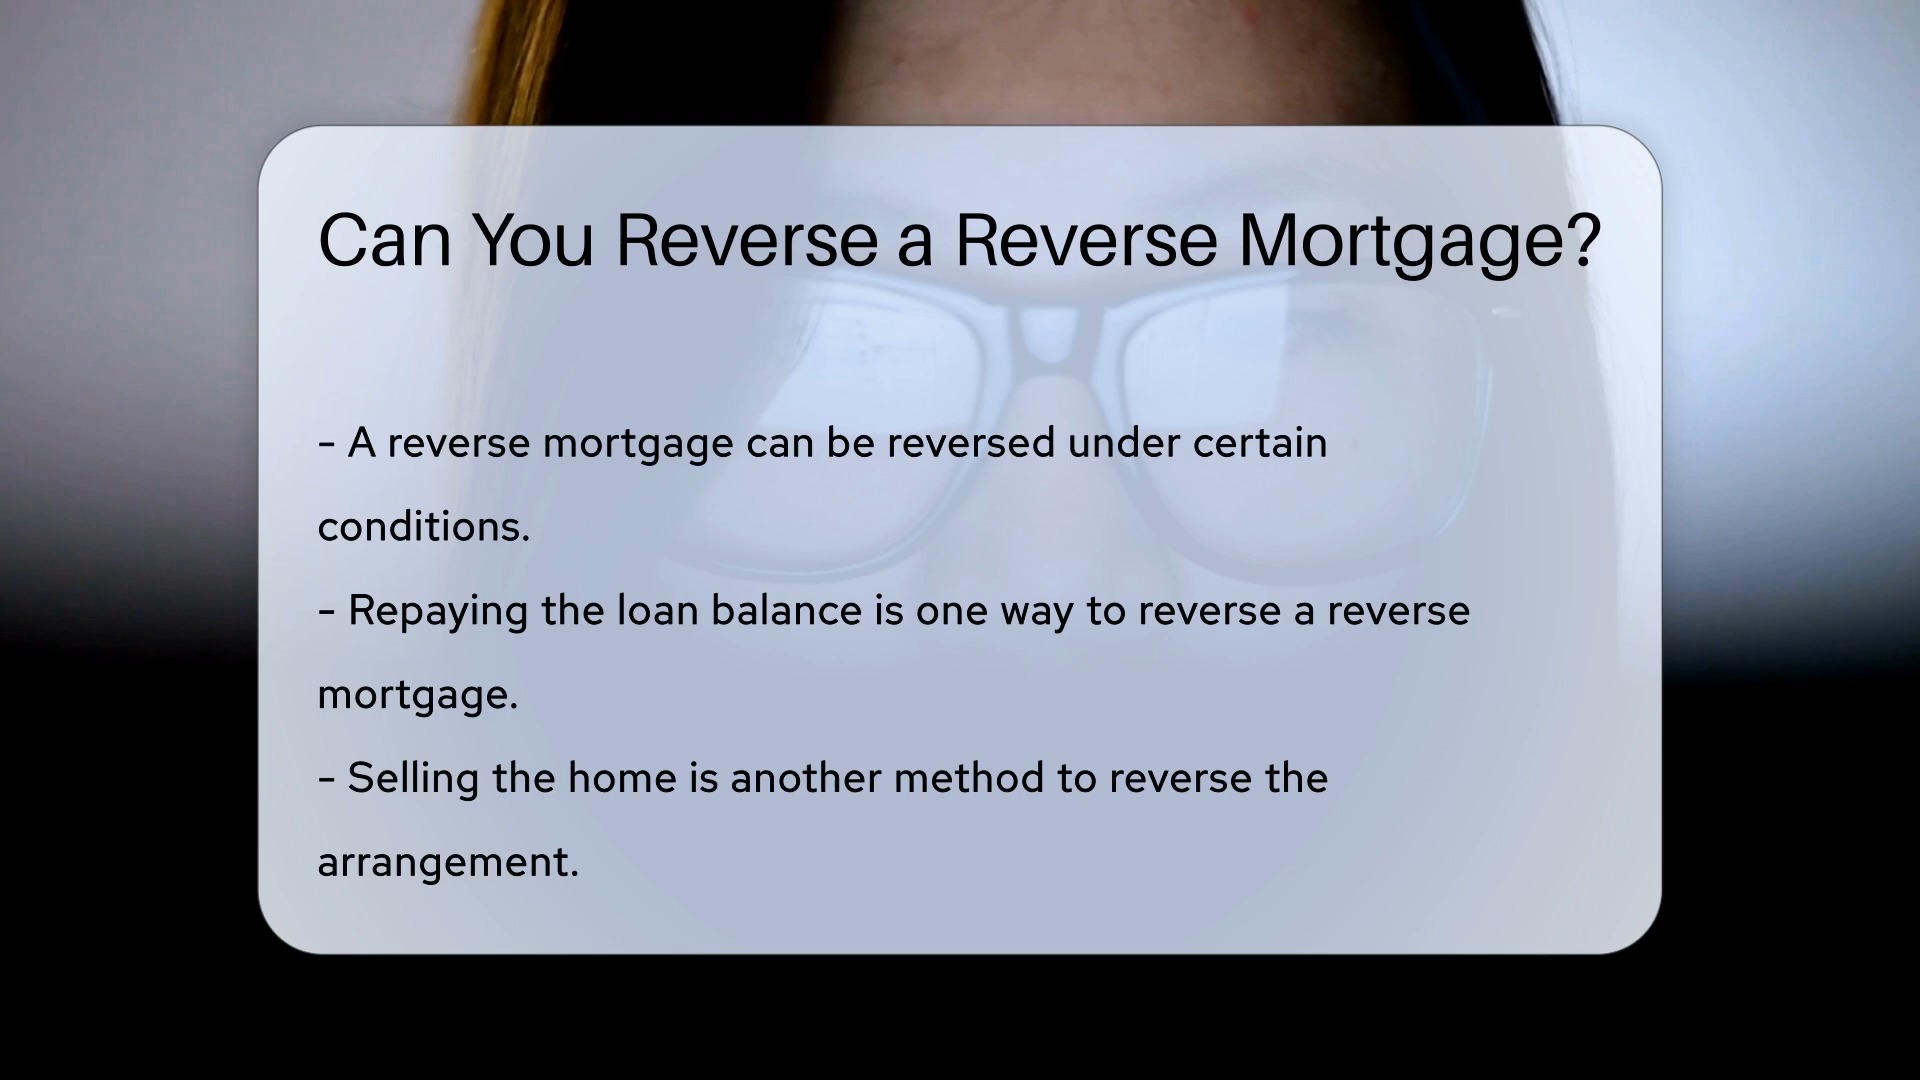 Can You Reverse a Reverse Mortgage?
- A reverse mortgage can be reversed under certain
conditions.
- Repaying the loan balance is one way to reverse a reverse
mortgage.
- Selling the home is another method to reverse the
arrangement.